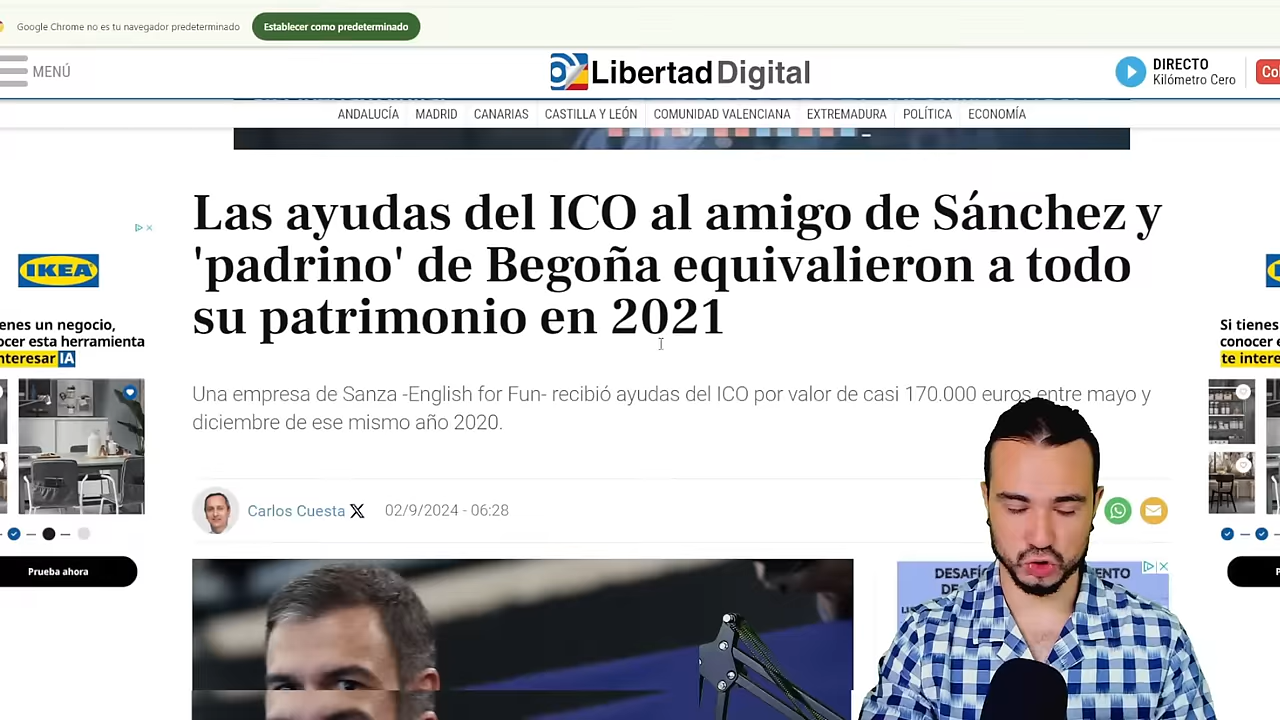 Google Chrome no es tu navegador predeterminado
Establecer como predeterminado
MENÚ
Libertad Digital
DIRECTO
Kilómetro Cero
ANDALUCÍA
MADRID
CANARIAS
CASTILLA Y LEÓN
COMUNIDAD VALENCIANA
EXTREMADURA
POLÍTICA
ECONOMÍA
Las ayudas del ICO al amigo de Sánchez y
'padrino' de Begoña equivalieron a todo
su patrimonio en 2021
Una empresa de Sanza -English for Fun- recibió ayudas del ICO por valor de casi 170.000 euros entre mayo y
diciembre de ese mismo año 2020.
Carlos Cuesta
02/9/2024 - 06:28
IKEA
enes un negocio,
ocer esta herramienta
nteresar IA
Prueba ahora
Si tienes
conocer e
te intere
DESAFÍ